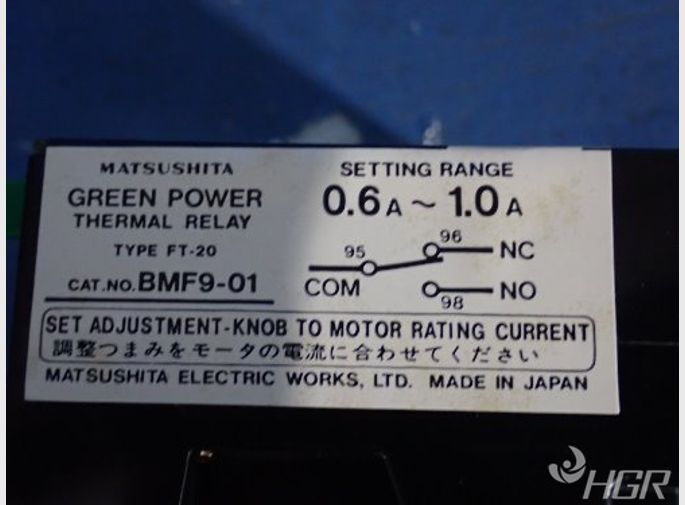 MATSUSHITA
GREEN POWER
THERMAL RELAY
TYPE FT-20
CAT.NO.BMF9-01
SETTING RANGE
0.6A ~ 1.0A
95
96
NC
COM
98
NO
SET ADJUSTMENT-KNOB TO MOTOR RATING CURRENT
調整つまみをモータの電流に合わせてください
MATSUSHITA ELECTRIC WORKS, LTD. MADE IN JAPAN
HGR